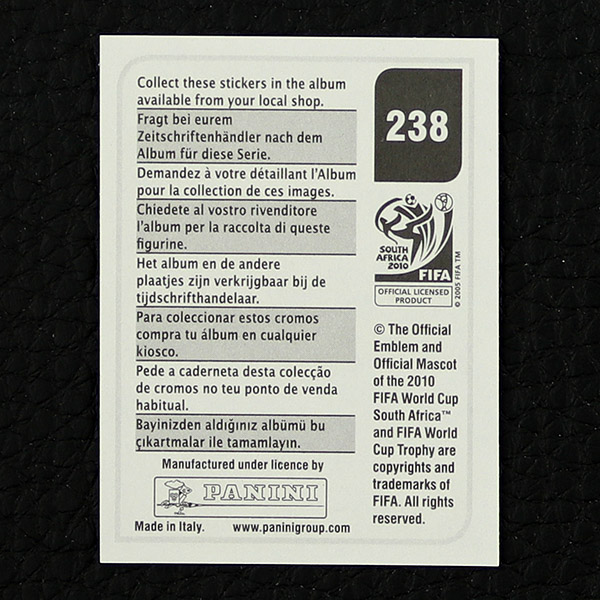 Collect these stickers in the album
available from your local shop.
Fragt bei eurem
Zeitschriftenhändler nach dem
Album für diese Serie.
Demandez à votre détaillant l'Album
pour la collection de ces images.
Chiedete al vostro rivenditore
l'album per la raccolta di queste
figurine.
Het album en de andere
plaatjes zijn verkrijgbaar bij de
tijdschrifthandelaar.
Para coleccionar estos cromos
compra tu álbum en cualquier
kiosco.
Pede a caderneta desta colecção
de cromos no teu ponto de venda
habitual.
Bayinizden aldığınız albümü bu
çıkartmalar ile tamamlayın.
Manufactured under licence by
PANINI
Made in Italy. www.paninigroup.com
238
SOUTH
AFRICA
2010
FIFA
© 2005 FIFA TM
OFFICIAL LICENSED
PRODUCT
© The Official
Emblem and
Official Mascot
of the 2010
FIFA World Cup
South Africa™
and FIFA World
Cup Trophy are
copyrights and
trademarks of
FIFA. All rights
reserved.